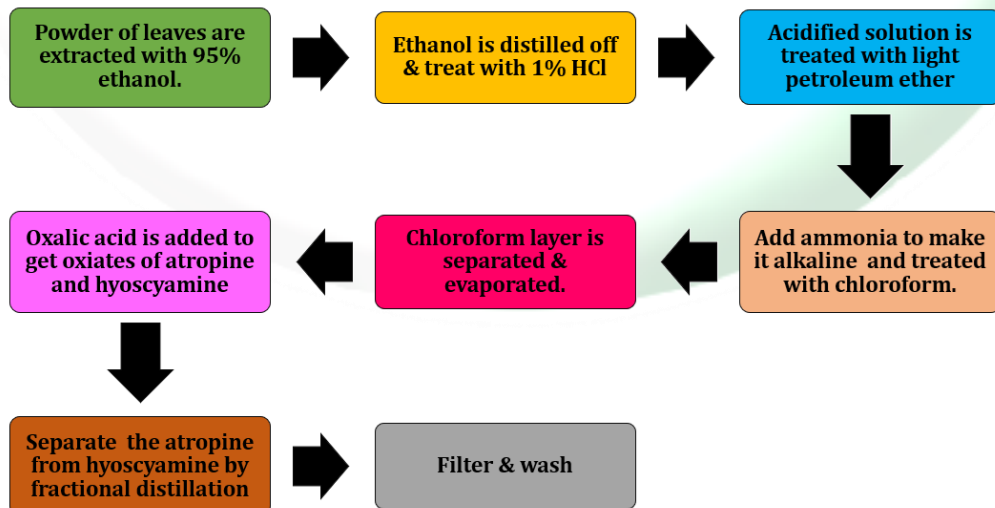 Powder of leaves are
extracted with 95%
ethanol.
Ethanol is distilled off
& treat with 1% HCl
Acidified solution is
treated with light
petroleum ether
Add ammonia to make
it alkaline and treated
with chloroform.
Chloroform layer is
separated &
evaporated.
Oxalic acid is added to
get oxiates of atropine
and hyoscyamine
Separate the atropine
from hyoscyamine by
fractional distillation
Filter & wash